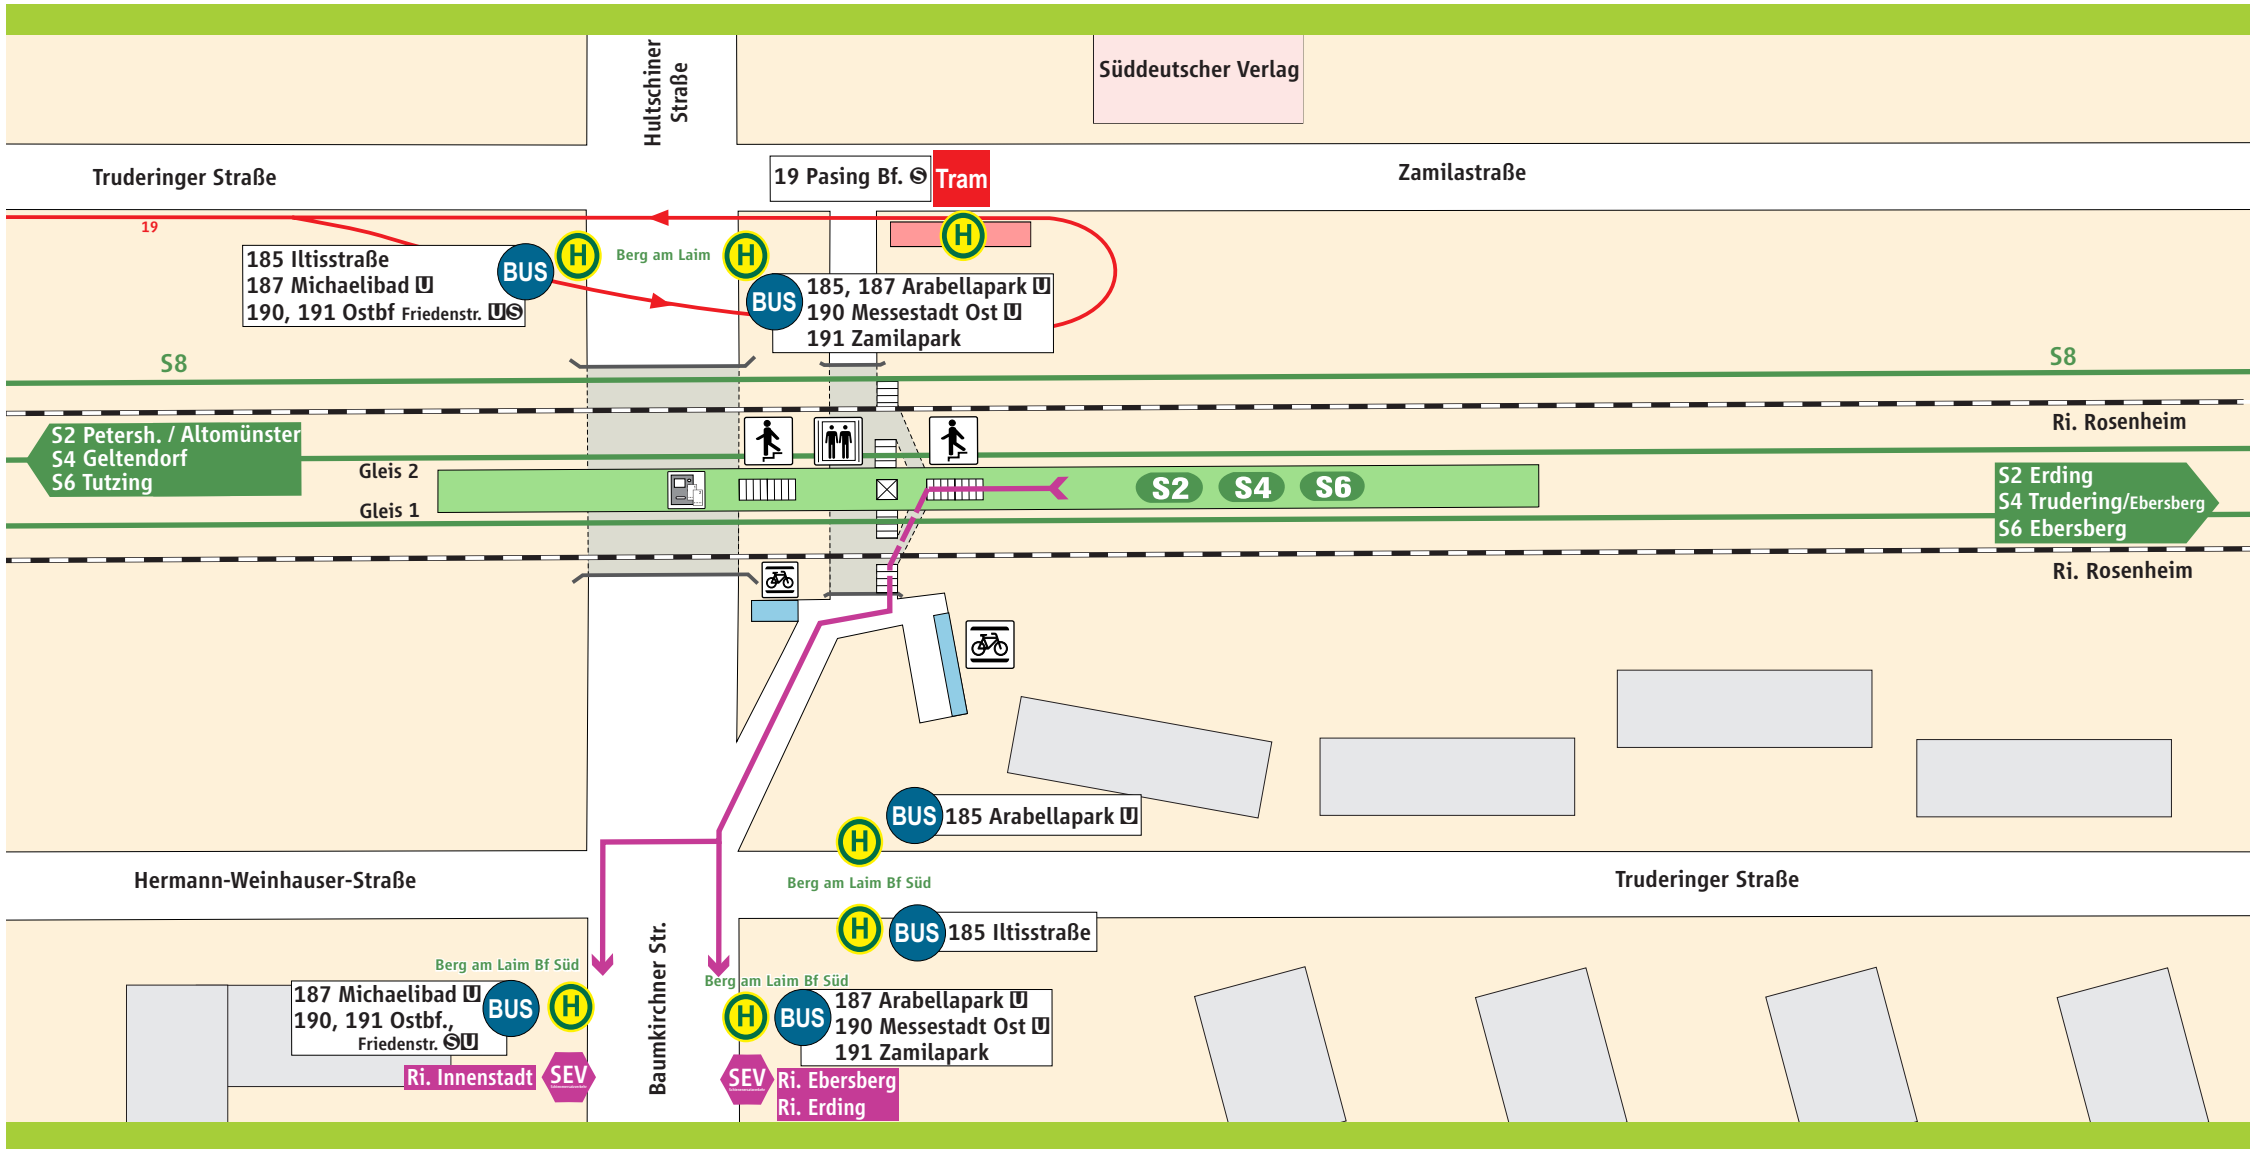 Hultschiner
Straße
Süddeutscher Verlag
Truderinger Straße
19 Pasing Bf. S
Tram
Zamilastraße
19
185 Iltisstraße
187 Michaelibad U
190, 191 Ostbf Friedenstr. U S
BUS
H
Berg am Laim
H
H
BUS
185, 187 Arabellapark U
190 Messestadt Ost U
191 Zamilapark
S8
S8
Ri. Rosenheim
S2 Petersh. / Altomünster
S4 Geltendorf
S6 Tutzing
Gleis 2
Gleis 1
S2
S4
S6
S2 Erding
S4 Trudering/Ebersberg
S6 Ebersberg
Ri. Rosenheim
BUS
185 Arabellapark U
H
Hermann-Weinhauser-Straße
Berg am Laim Bf Süd
Truderinger Straße
H
BUS
185 Iltisstraße
Baumkirchner Str.
Berg am Laim Bf Süd
187 Michaelibad U
190, 191 Ostbf.,
Friedenstr. S U
BUS
H
Ri. Innenstadt
SEV
Berg am Laim Bf Süd
H
BUS
187 Arabellapark U
190 Messestadt Ost U
191 Zamilapark
SEV
Ri. Ebersberg
Ri. Erding